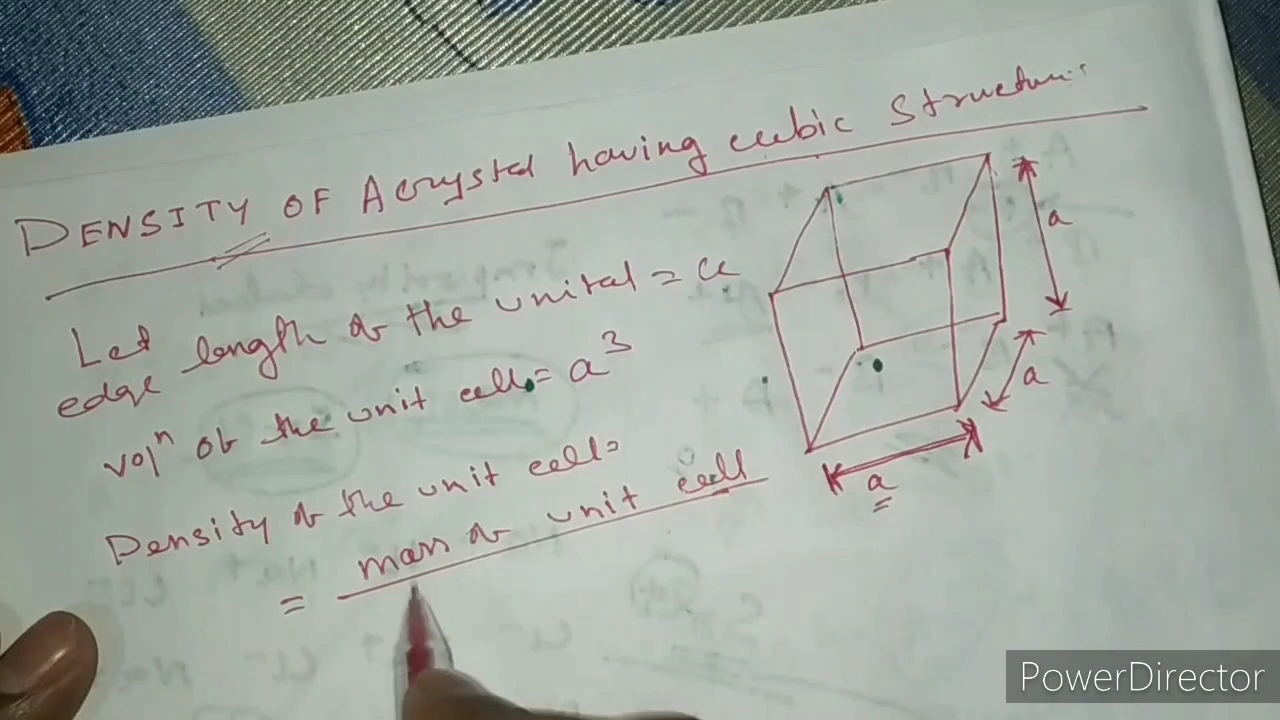 DENSITY OF A crystal having cubic structure
Let
edge length of the unit cell = a
vol^n of the unit cell = a³
Density of the unit cell =
= mass of unit cell
a
a
a
PowerDirector